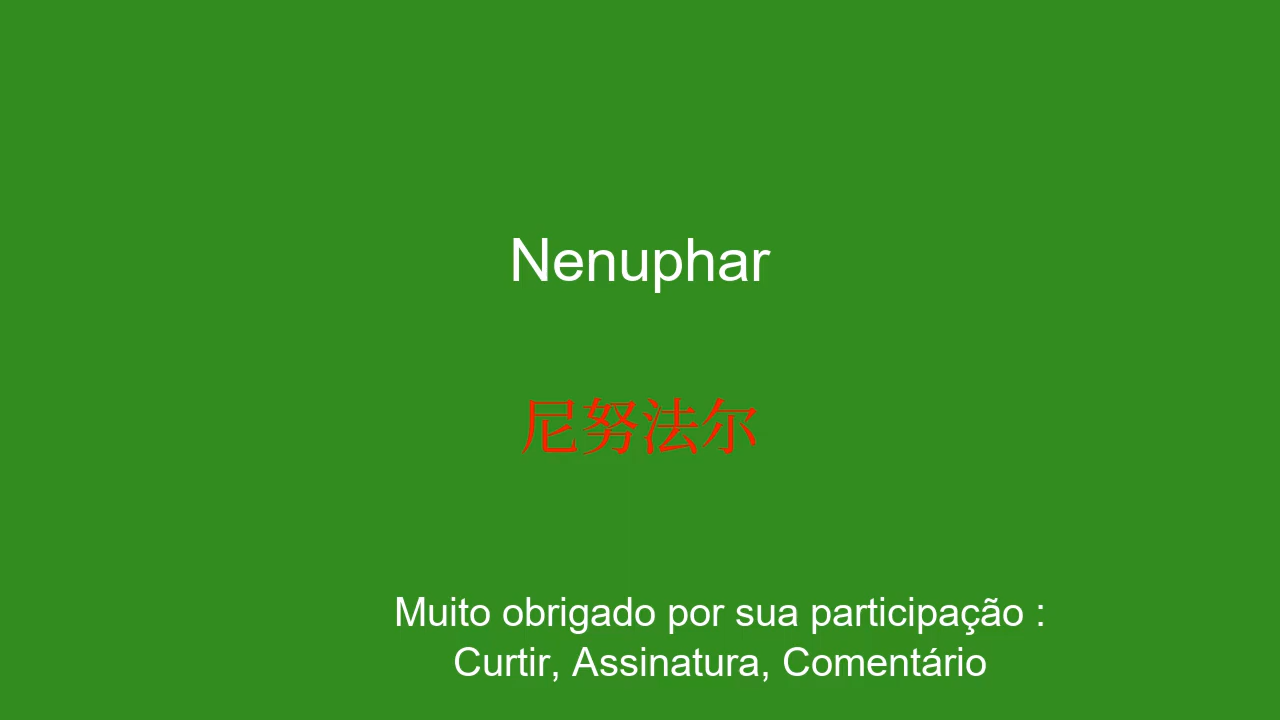 Nenuphar
尼努法尔
Muito obrigado por sua participação :
Curtir, Assinatura, Comentário